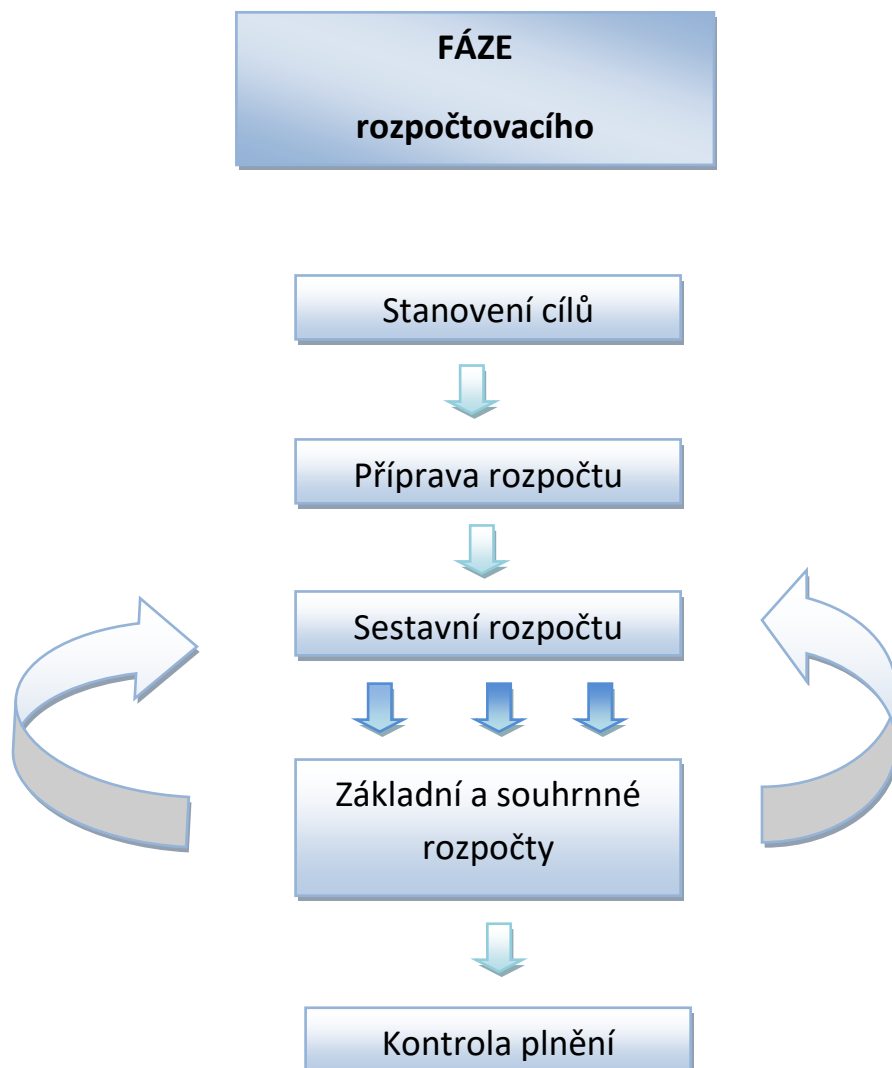 FÁZE
rozpočtovacího
Stanovení cílů
Příprava rozpočtu
Sestavní rozpočtu
Základní a souhrnné
rozpočty
Kontrola plnění